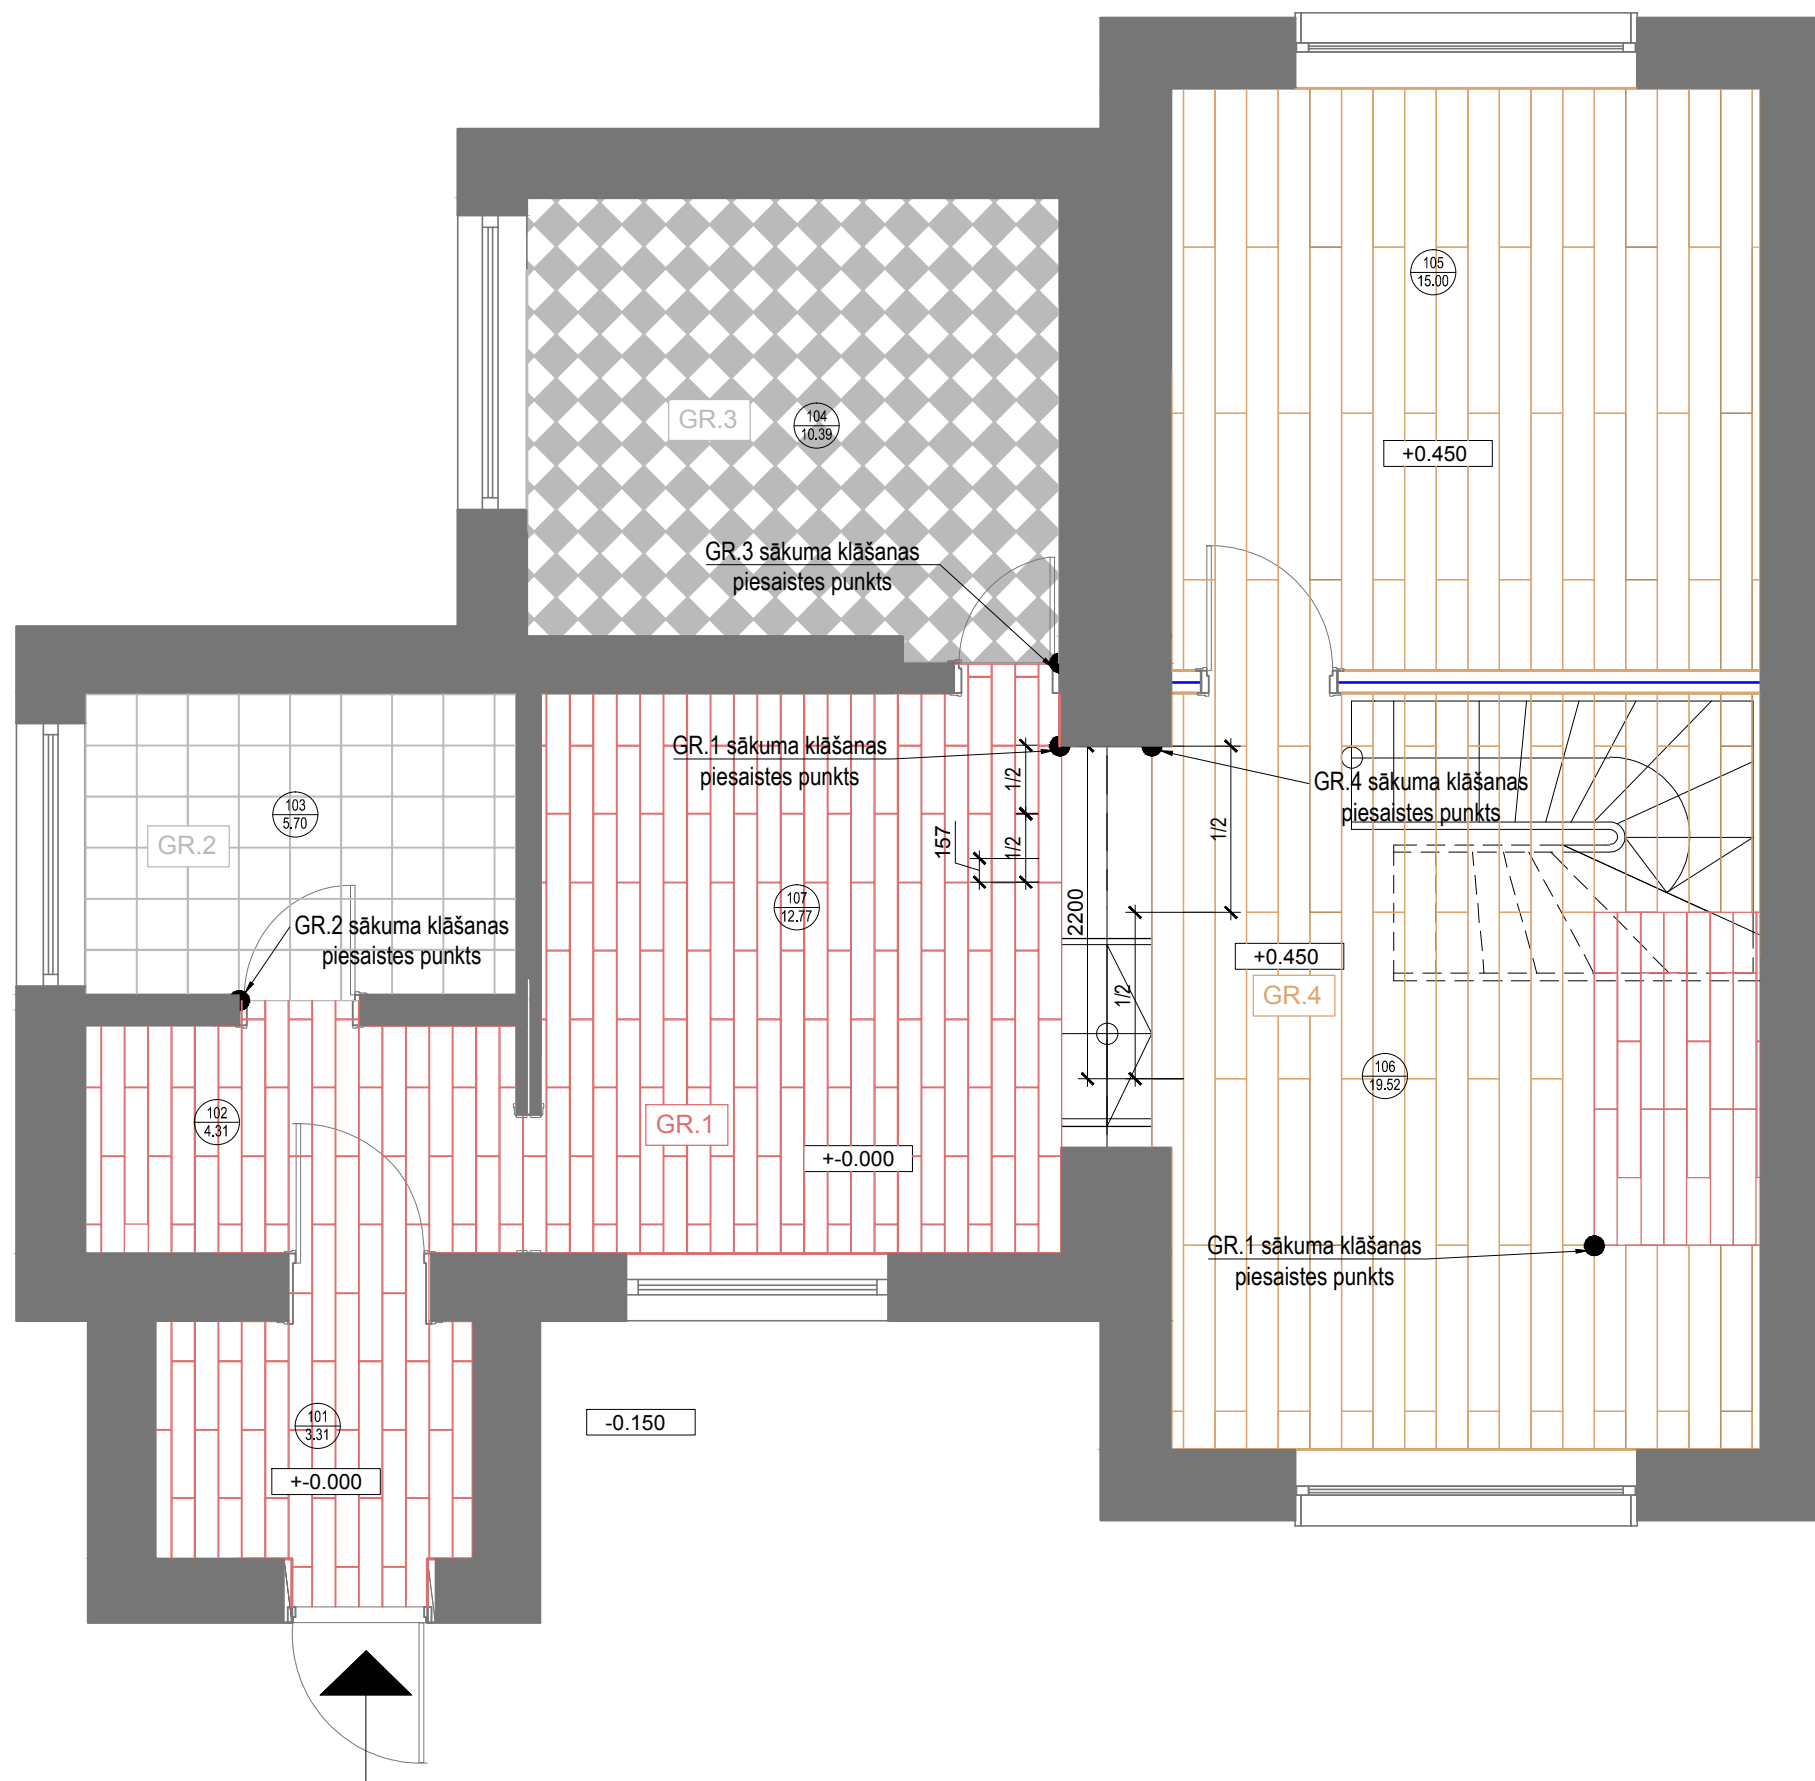 105
15.00
GR.3
104
10.39
+0.450
GR.3 sākuma klāšanas
piesaistes punkts
GR.1 sākuma klāšanas
piesaistes punkts
1/2
GR.4 sākuma klāšanas
piesaistes punkts
103
5.70
GR.2
157
1/2
1/2
107
12.77
2200
GR.2 sākuma klāšanas
piesaistes punkts
+0.450
GR.4
1/2
106
19.52
102
4.31
GR.1
+-0.000
GR.1 sākuma klāšanas
piesaistes punkts
101
3.31
-0.150
+-0.000